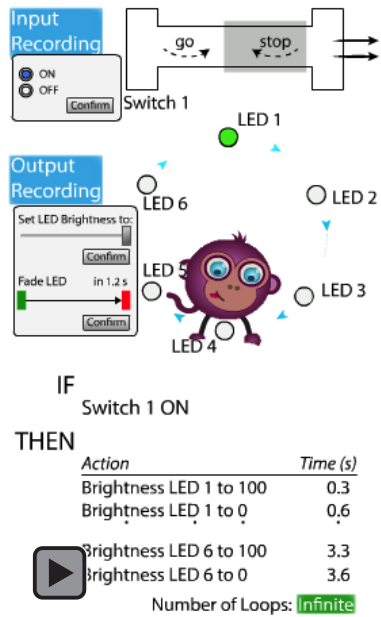 Input
Recording
ON
OFF
Confirm
go
stop
Switch 1
LED 1
Output
Recording
LED 6
LED 2
Set LED Brightness to:
Confirm
Fade LED in 1.2 s
Confirm
LED 5
LED 3
LED 4
IF
Switch 1 ON
THEN
Action Time (s)
Brightness LED 1 to 100 0.3
Brightness LED 1 to 0 0.6
. . . .
Brightness LED 6 to 100 3.3
Brightness LED 6 to 0 3.6
Number of Loops: Infinite